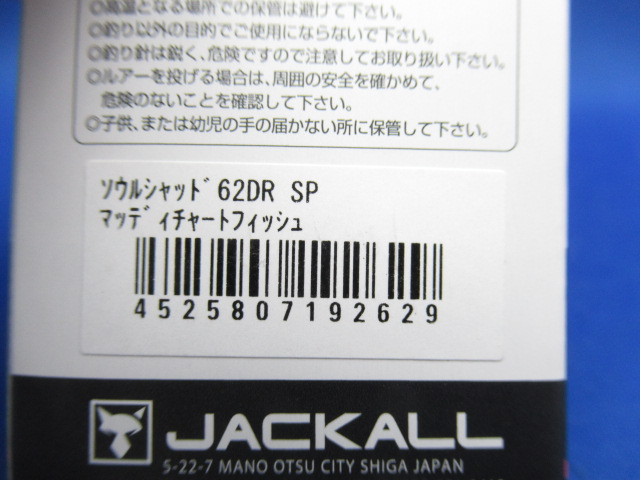 ◎高温となる場所での保管は避けて下さい。
◎釣り以外の目的でご使用にならないで下さい。
◎釣り針は鋭く、危険ですので注意してお取り扱い下さい。
◎ルアーを投げる場合は、周囲の安全を確かめて、
危険のないことを確認して下さい。
◎子供、または幼児の手の届かない所に保管して下さい。
ｿｳﾙｼｬｯﾄﾞ 62DR SP
ﾏｯﾃﾞｨﾁｬｰﾄﾌｨｯｼｭ
4525807192629
JACKALL
5-22-7 MANO OTSU CITY SHIGA JAPAN